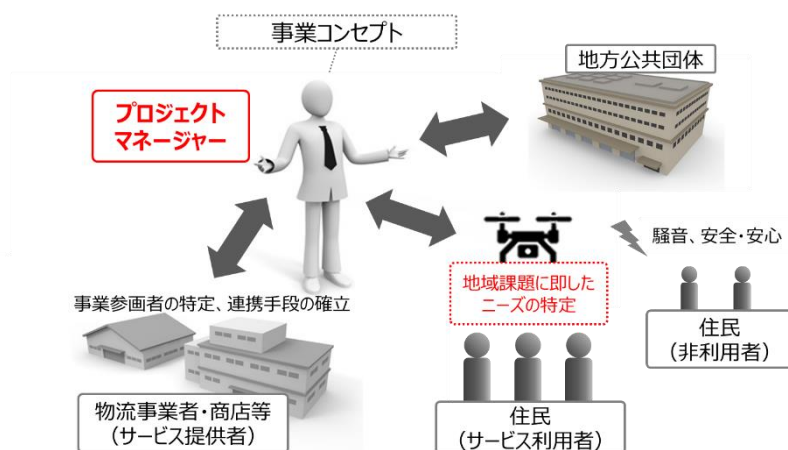 事業コンセプト
地方公共団体
プロジェクト
マネージャー
騒音、安全・安心
地域課題に即した
ニーズの特定
事業参画者の特定、連携手段の確立
住民
（非利用者）
物流事業者・商店等
（サービス提供者）
住民
（サービス利用者）